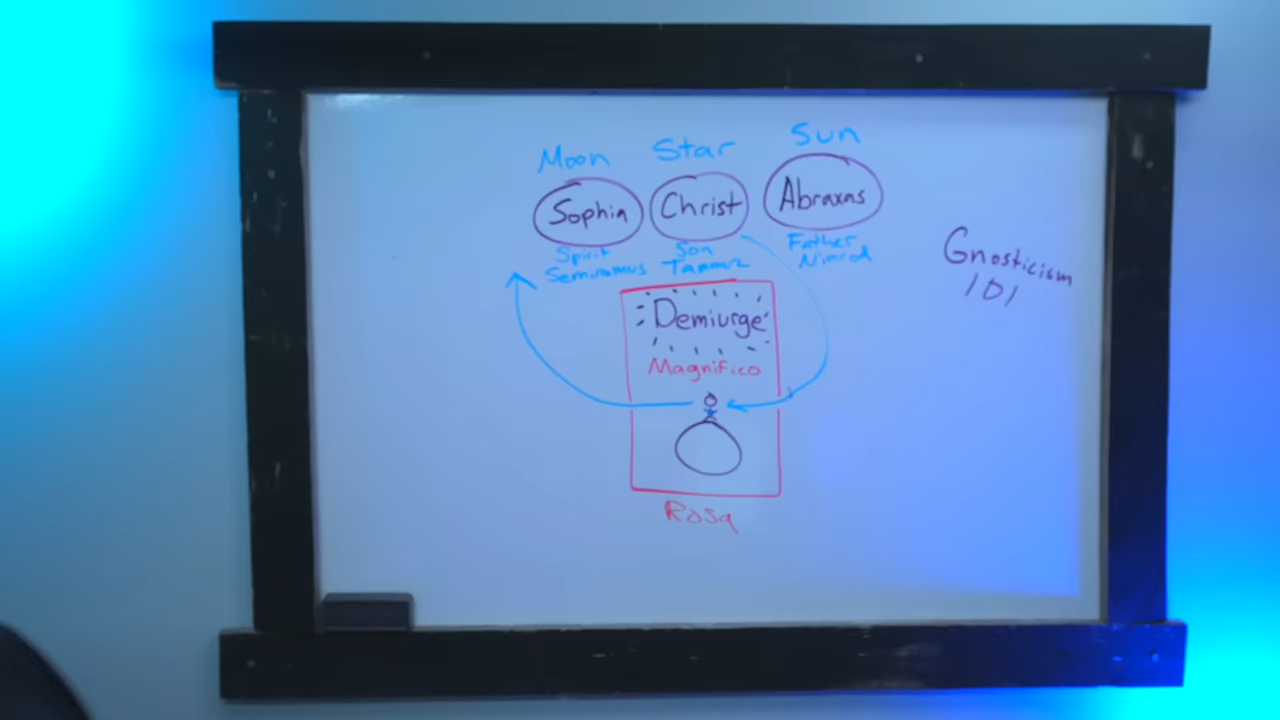 Moon Star Sun
Sophia Christ Abraxas
Spirit Son Father
Semiramus Tammuz Nimrod
Gnosticism
101
Demiurge
Magnifico
Rosa